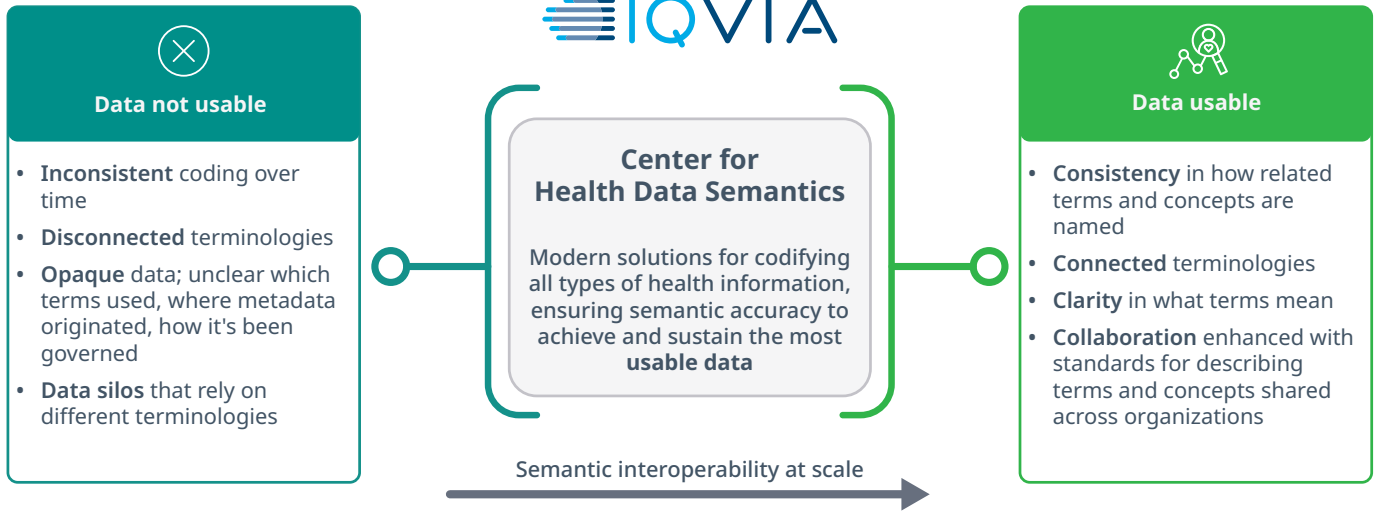 IQVIA
Data not usable
• Inconsistent coding over
time
• Disconnected terminologies
• Opaque data; unclear which
terms used, where metadata
originated, how it's been
governed
• Data silos that rely on
different terminologies
Center for
Health Data Semantics
Modern solutions for codifying
all types of health information,
ensuring semantic accuracy to
achieve and sustain the most
usable data
Semantic interoperability at scale
Data usable
• Consistency in how related
terms and concepts are
named
• Connected terminologies
• Clarity in what terms mean
• Collaboration enhanced with
standards for describing
terms and concepts shared
across organizations